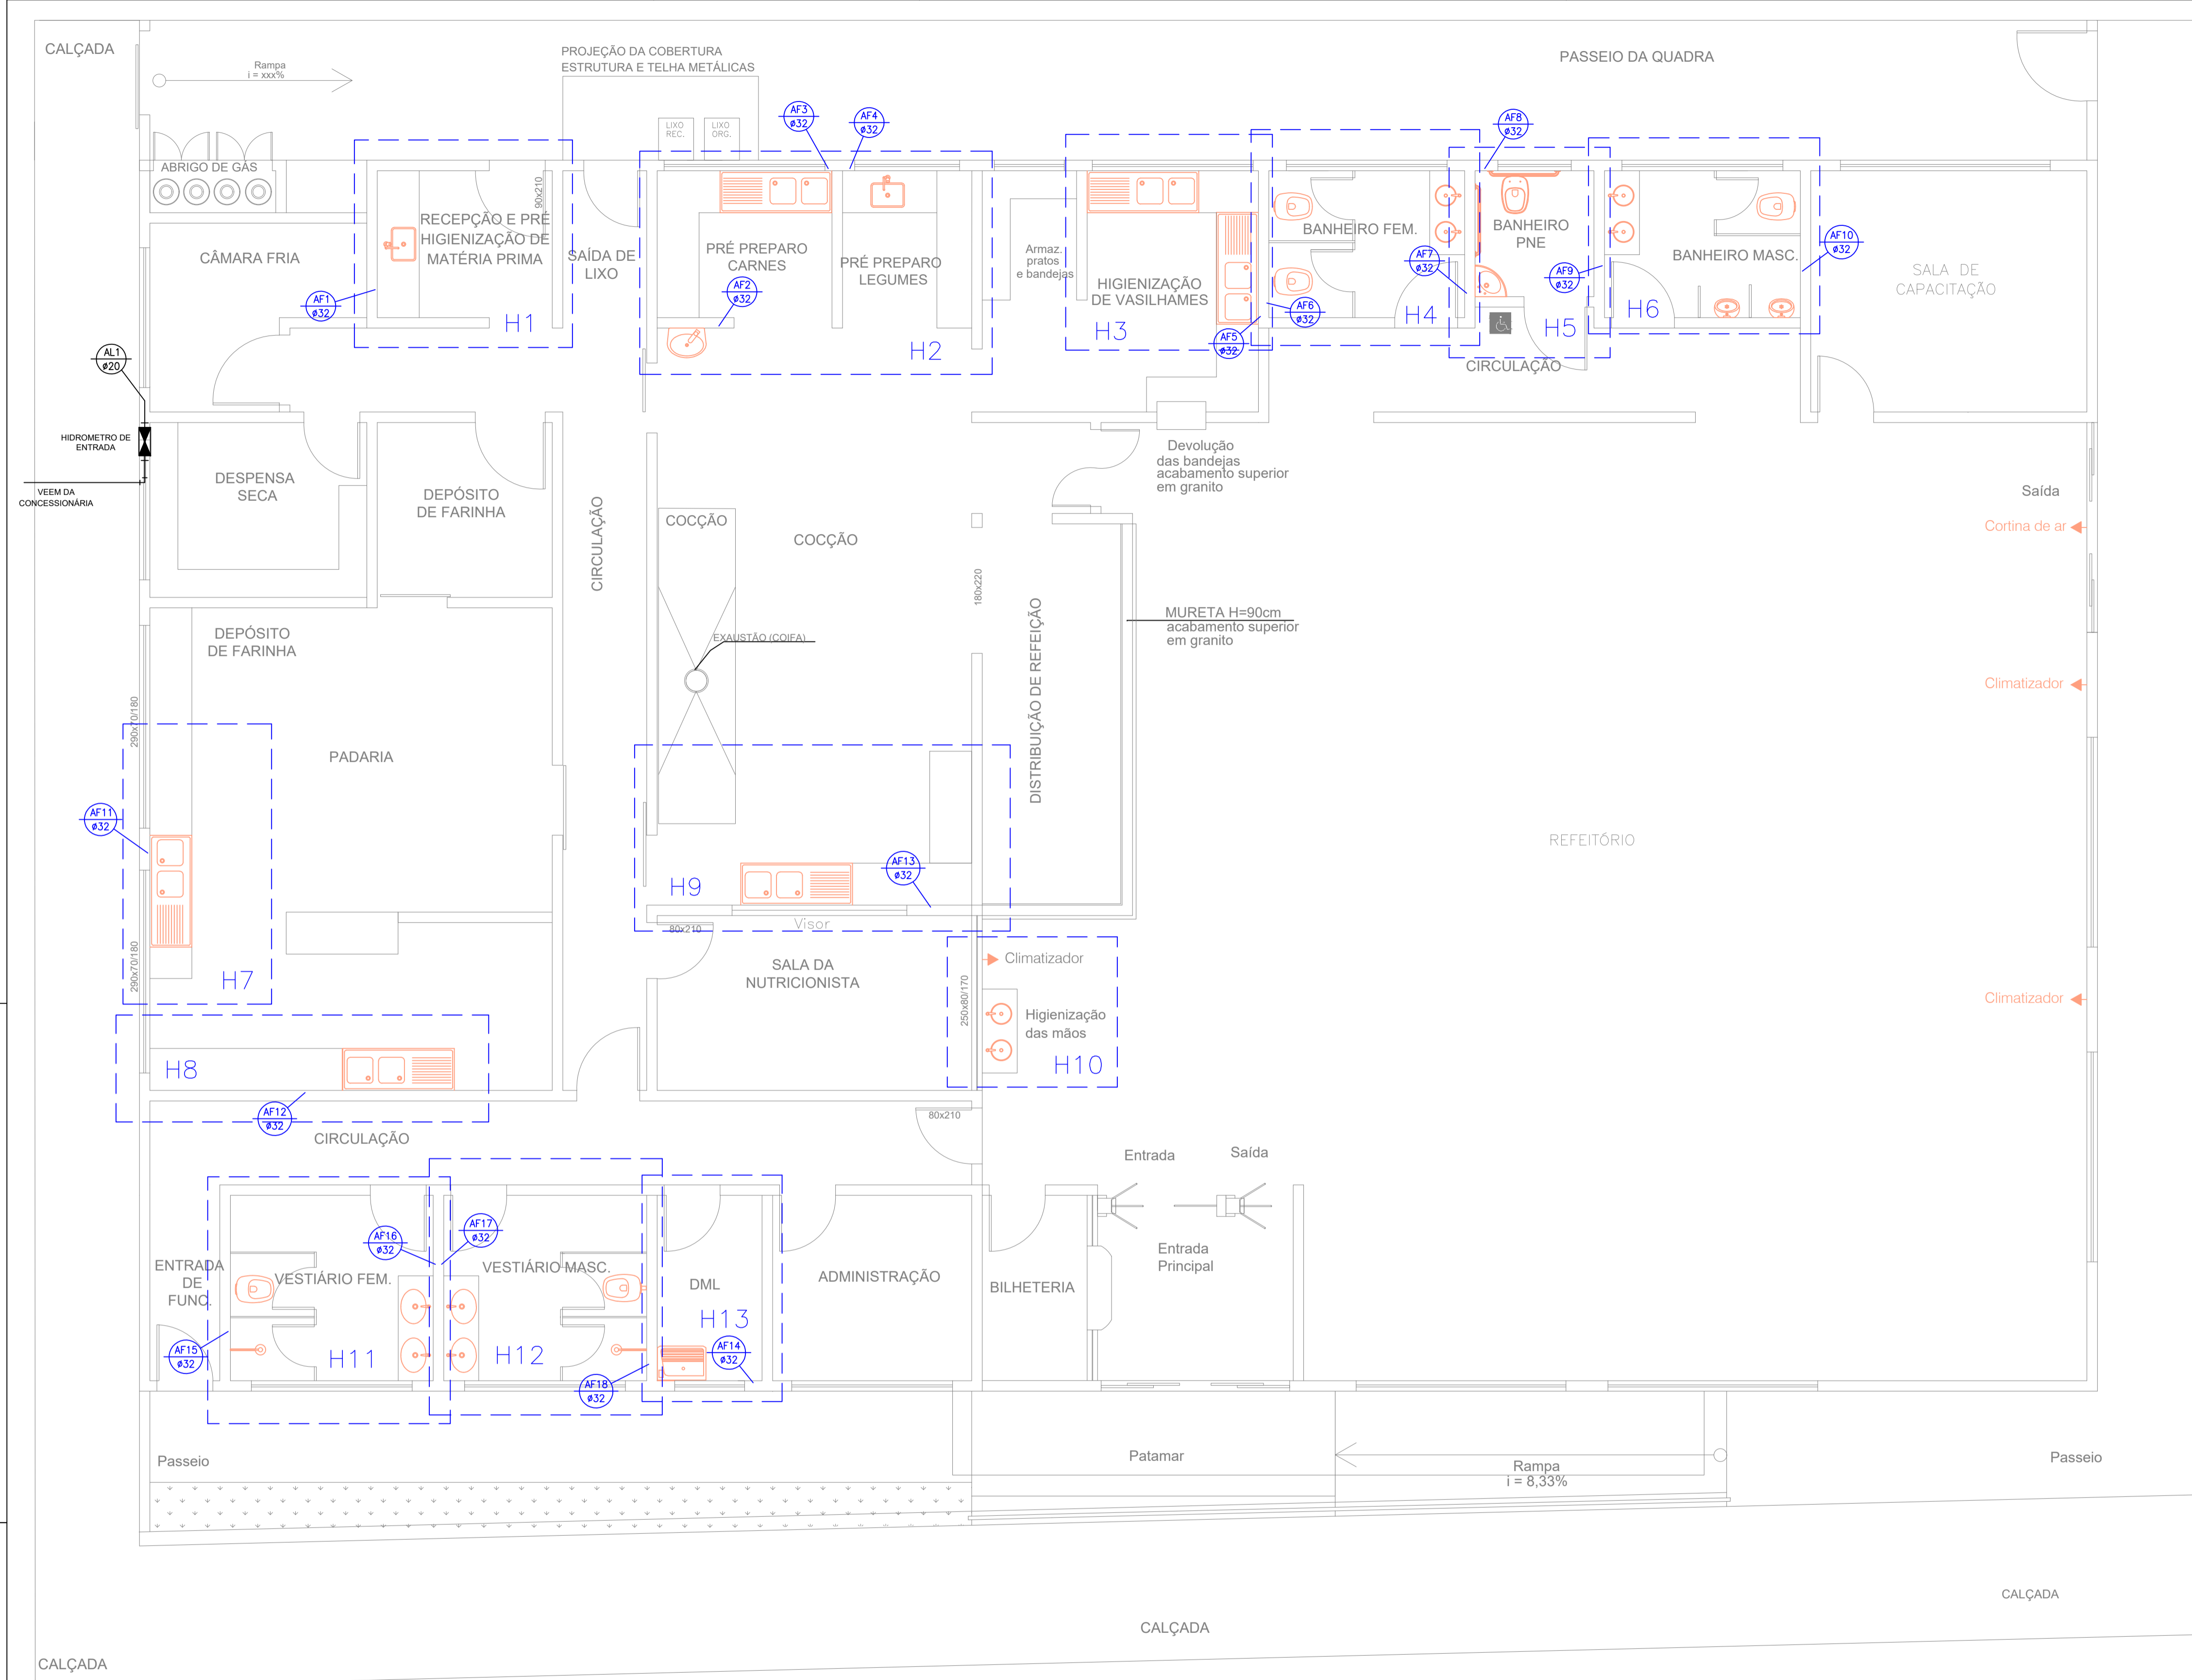 CALÇADA
Rampa
i = xxx%
PROJEÇÃO DA COBERTURA
ESTRUTURA E TELHA METÁLICAS
PASSEIO DA QUADRA
LIXO
REC.
LIXO
ORG.
AF3
ø32
AF4
ø32
AF8
ø32
ABRIGO DE GÁS
90x210
RECEPÇÃO E PRÉ
HIGIENIZAÇÃO DE
MATÉRIA PRIMA
CÂMARA FRIA
SAÍDA DE
LIXO
PRÉ PREPARO
CARNES
PRÉ PREPARO
LEGUMES
Armaz.
pratos
e bandejas
HIGIENIZAÇÃO
DE VASILHAMES
BANHEIRO FEM.
BANHEIRO
PNE
BANHEIRO MASC.
SALA DE
CAPACITAÇÃO
AF1
ø32
AF2
ø32
AF5
ø32
AF6
ø32
AF7
ø32
AF9
ø32
AF10
ø32
H1
H2
H3
H4
H5
H6
CIRCULAÇÃO
AL1
ø20
HIDROMETRO DE
ENTRADA
VEEM DA
CONCESSIONÁRIA
DESPENSA
SECA
DEPÓSITO
DE FARINHA
CIRCULAÇÃO
COCÇÃO
COCÇÃO
Devolução
das bandejas
acabamento superior
em granito
Saída
Cortina de ar
180x220
DISTRIBUIÇÃO DE REFEIÇÃO
MURETA H=90cm
acabamento superior
em granito
EXAUSTÃO (COIFA)
DEPÓSITO
DE FARINHA
Climatizador
290x70/180
PADARIA
AF11
ø32
REFEITÓRIO
AF13
ø32
H9
Visor
80x210
290x70/180
H7
SALA DA
NUTRICIONISTA
Climatizador
250x80/170
Higienização
das mãos
H10
Climatizador
H8
AF12
ø32
CIRCULAÇÃO
80x210
Entrada
Saída
AF16
ø32
AF17
ø32
ENTRADA
DE
FUNC.
VESTIÁRIO FEM.
VESTIÁRIO MASC.
DML
ADMINISTRAÇÃO
BILHETERIA
Entrada
Principal
H13
AF15
ø32
H11
H12
AF14
ø32
AF18
ø32
Passeio
Patamar
Rampa
i = 8,33%
Passeio
CALÇADA
CALÇADA
CALÇADA